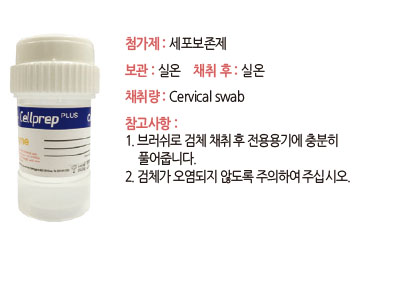 첨가제 : 세포보존제
보관 : 실온 채취 후 : 실온
채취량 : Cervical swab
참고사항 :
1. 브러쉬로 검체 채취 후 전용용기에 충분히
풀어줍니다.
2. 검체가 오염되지 않도록 주의하여 주십시오.
Cellprep PLUS